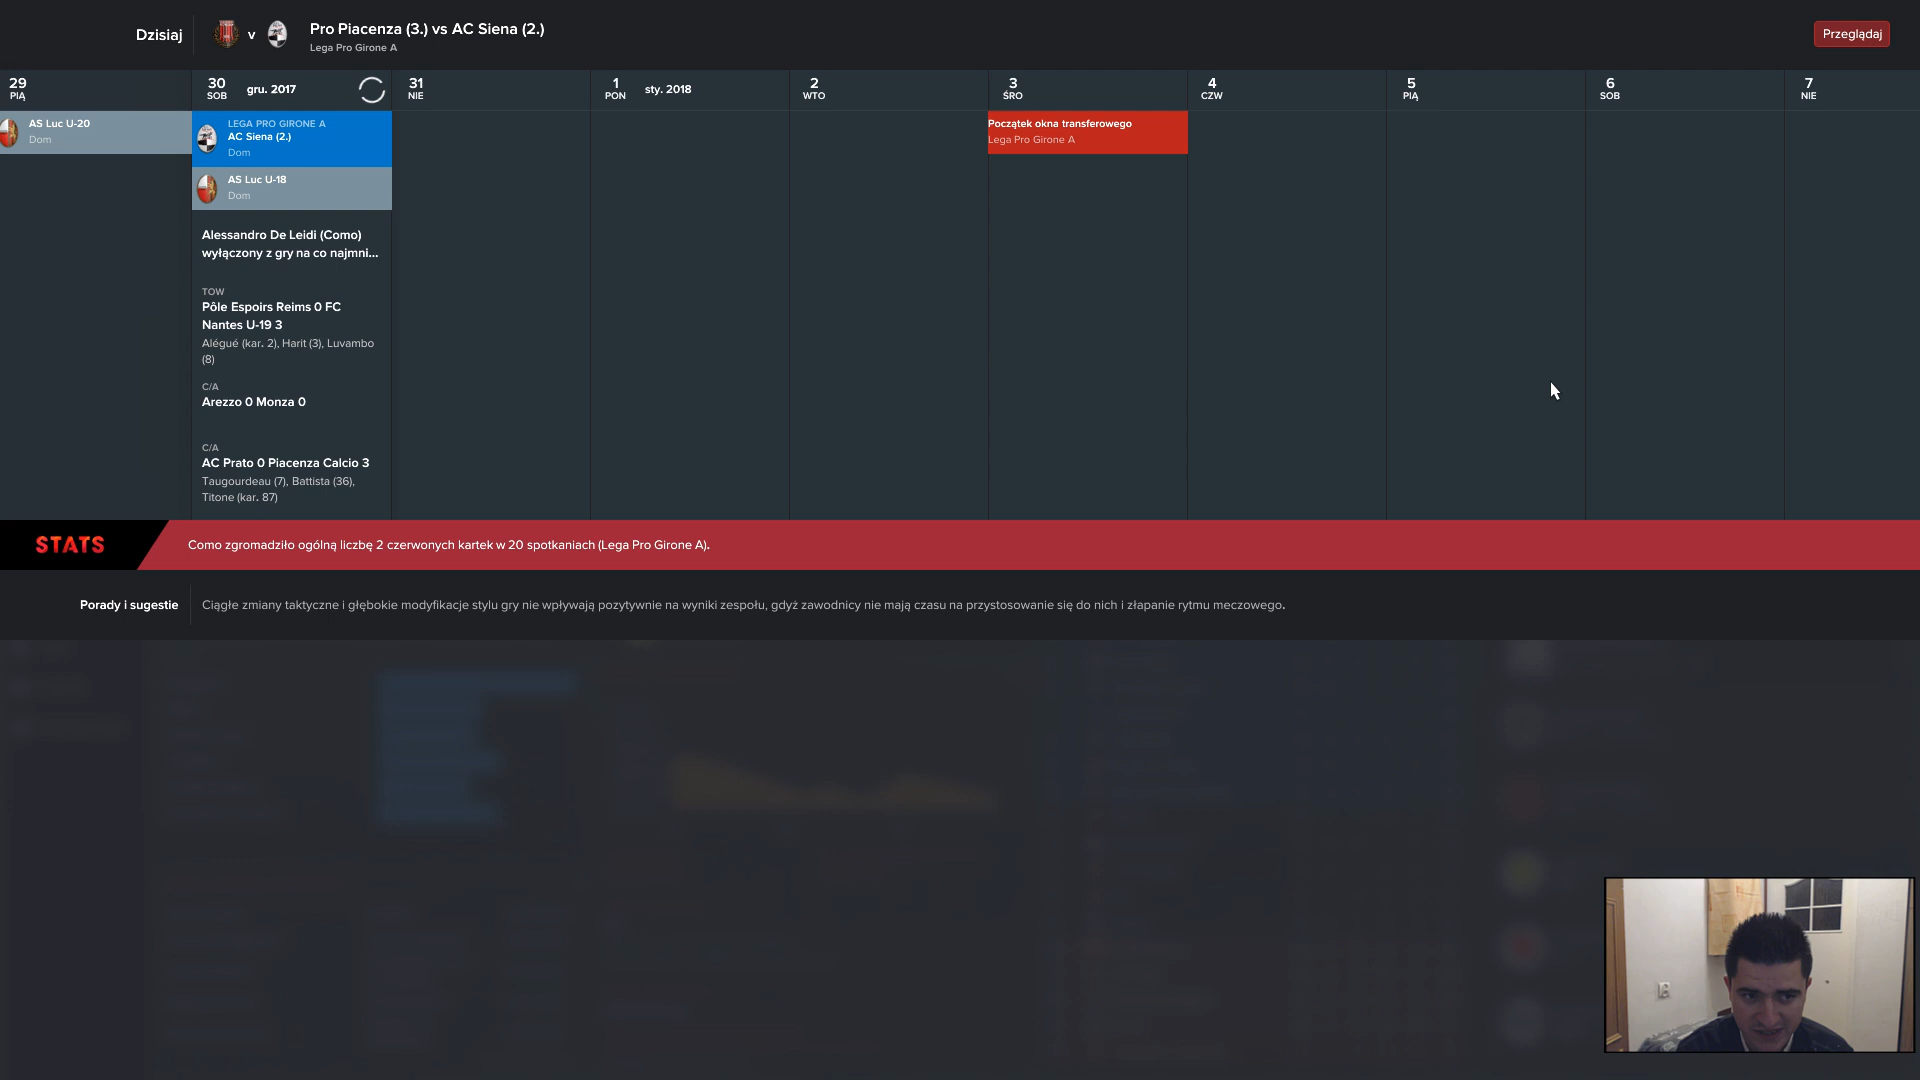 Dzisiaj
v
Pro Piacenza (3.) vs AC Siena (2.)
Lega Pro Girone A
Przeglądaj
29
PIĄ
30
SOB
gru. 2017
31
NIE
1
PON
sty. 2018
2
WTO
3
ŚRO
4
CZW
5
PIĄ
6
SOB
7
NIE
AS Luc U-20
Dom
LEGA PRO GIRONE A
AC Siena (2.)
Dom
AS Luc U-18
Dom
Początek okna transferowego
Lega Pro Girone A
Alessandro De Leidi (Como)
wyłączony z gry na co najmni...
TOW
Pôle Espoirs Reims 0 FC
Nantes U-19 3
Alégué (kar. 2), Harit (3), Luvambo
(8)
C/A
Arezzo 0 Monza 0
C/A
AC Prato 0 Piacenza Calcio 3
Taugourdeau (7), Battista (36),
Titone (kar. 87)
STATS
Como zgromadziło ogólną liczbę 2 czerwonych kartek w 20 spotkaniach (Lega Pro Girone A).
Porady i sugestie
Ciągłe zmiany taktyczne i głębokie modyfikacje stylu gry nie wpływają pozytywnie na wyniki zespołu, gdyż zawodnicy nie mają czasu na przystosowanie się do nich i złapanie rytmu meczowego.